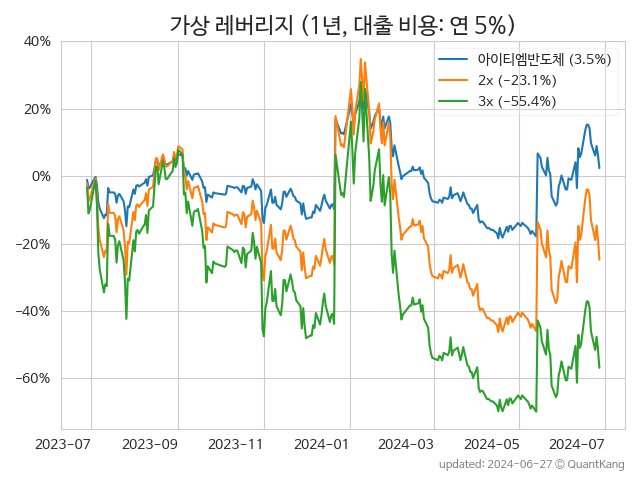 가상 레버리지 (1년, 대출 비용: 연 5%)
아이티엠반도체 (3.5%)
2x (−23.1%)
3x (−55.4%)
40%
20%
0%
−20%
−40%
−60%
2023−07 2023−09 2023−11 2024−01 2024−03 2024−05 2024−07
updated: 2024−06−27 ⓒ QuantKang